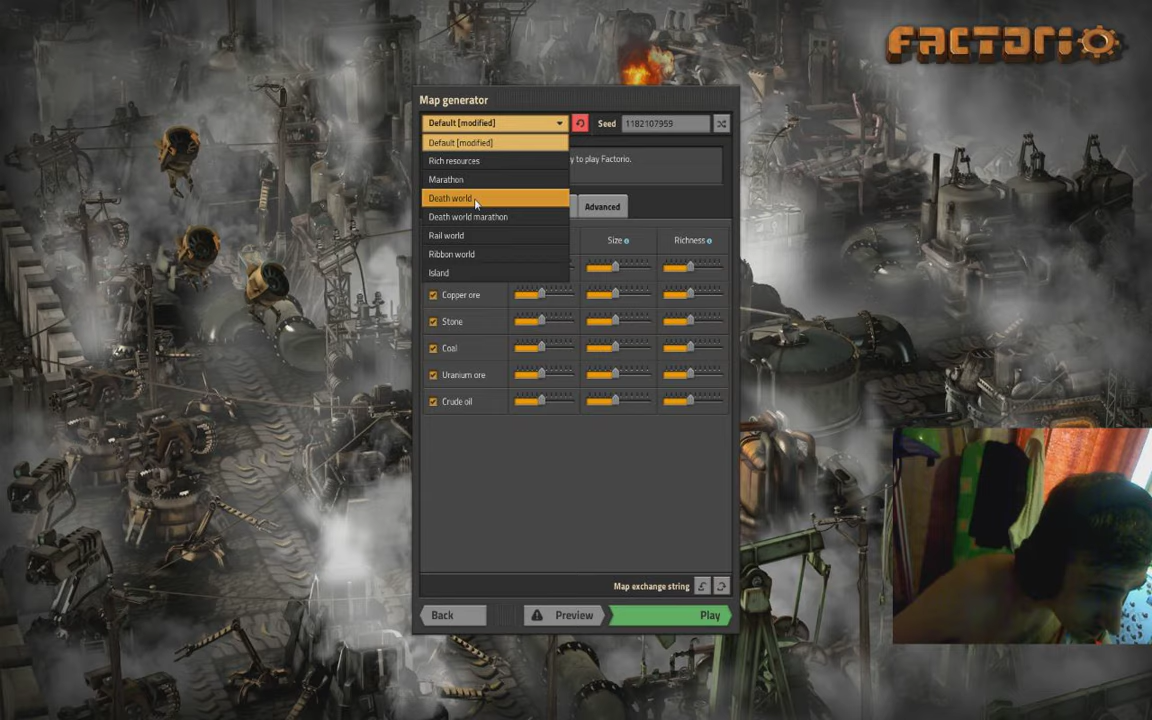 FACTORIO
Map generator
Default [modified]
Seed
1182107959
Default [modified]
Rich resources
y to play Factorio.
Marathon
Death world
Advanced
Death world marathon
Rail world
Size
Richness
Ribbon world
Island
Copper ore
Stone
Coal
Uranium ore
Crude oil
Map exchange string
Back
Preview
Play